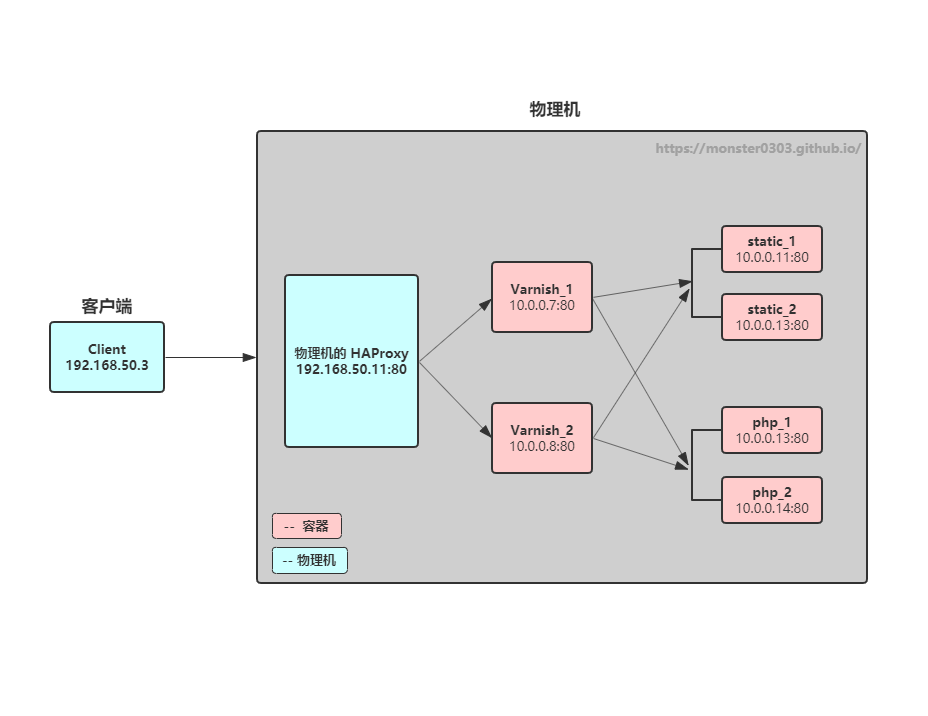 物理机
https://monster0303.github.io/
客户端
Client
192.168.50.3
物理机的 HAProxy
192.168.50.11:80
Varnish_1
10.0.0.7:80
Varnish_2
10.0.0.8:80
static_1
10.0.0.11:80
static_2
10.0.0.13:80
php_1
10.0.0.13:80
php_2
10.0.0.14:80
-- 容器
-- 物理机